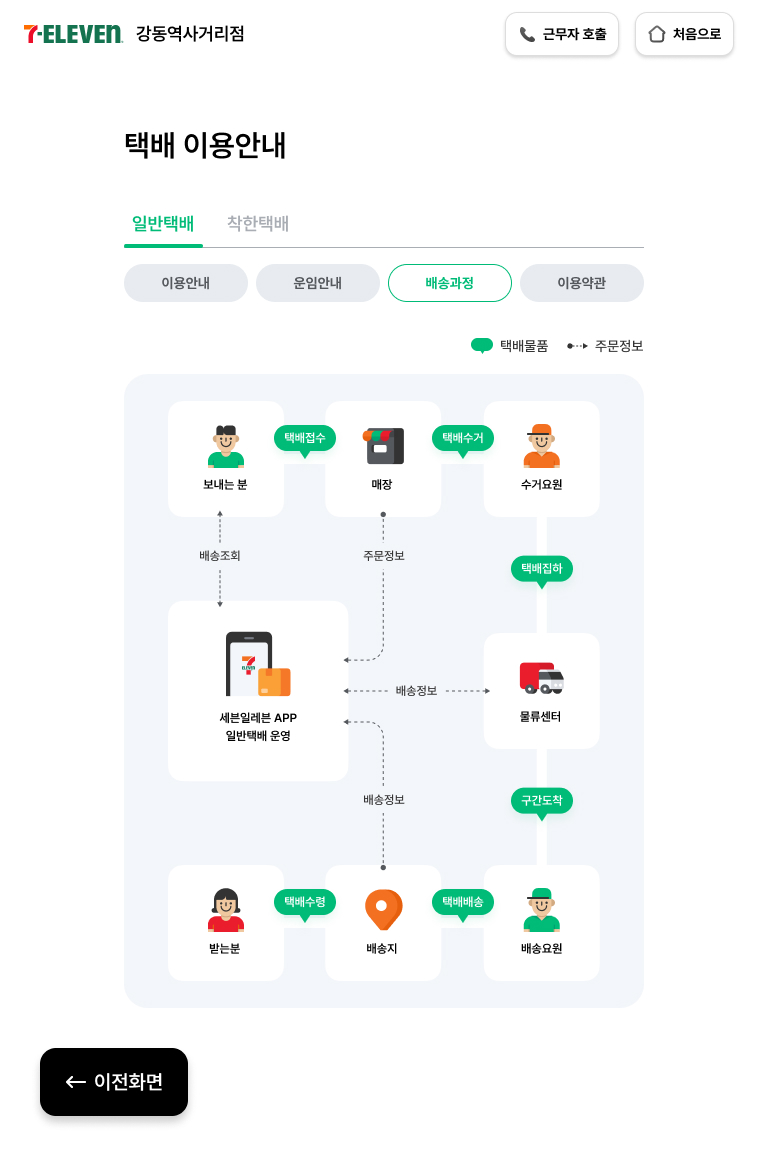 7-ELEVEN. 강동역사거리점
근무자 호출
처음으로
택배 이용안내
일반택배
착한택배
이용안내
운임안내
배송과정
이용약관
택배물품
주문정보
보내는 분
택배접수
매장
택배수거
수거요원
배송조회
주문정보
택배집하
7
ELEVEN
세븐일레븐 APP
일반택배 운영
배송정보
물류센터
배송정보
구간도착
받는분
택배수령
배송지
택배배송
배송요원
이전화면